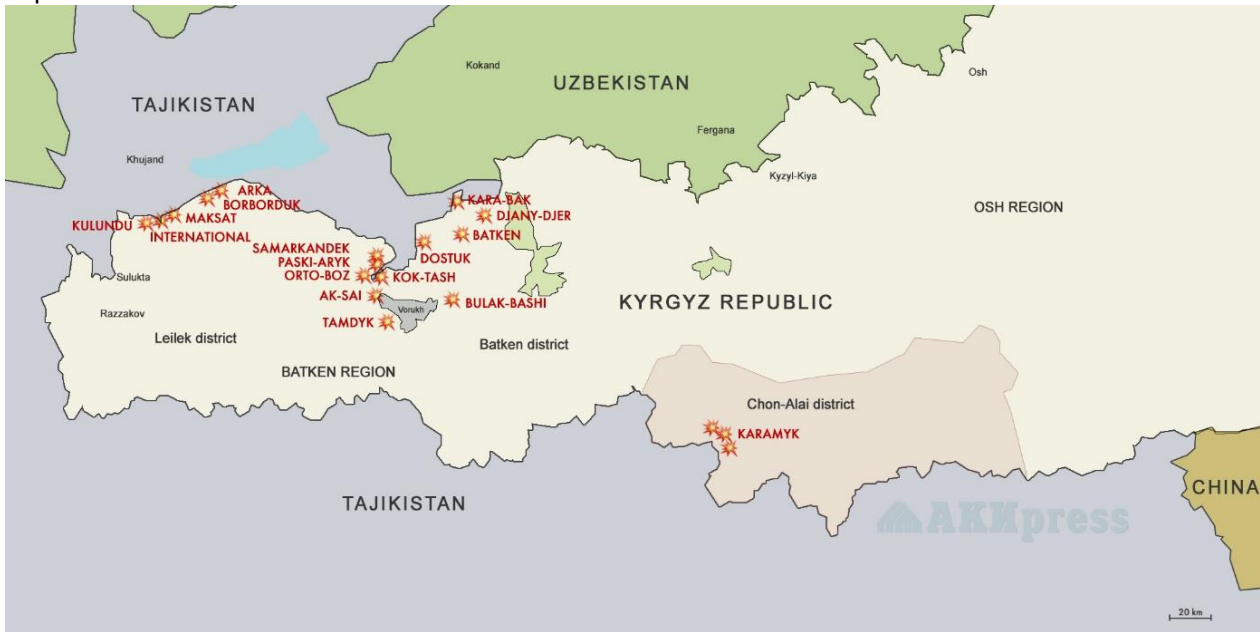 Kokand
UZBEKISTAN
Osh
TAJIKISTAN
Fergana
Khujand
Kyzyl-Kiya
ARKA
BORBORDUK
KARA-BAK
OSH REGION
MAKSAT
DJANY-DJER
KULUNDU
INTERNATIONAL
BATKEN
SAMARKANDEK
DOSTUK
PASKI-ARYK
ORTO-BOZ
KOK-TASH
Sulukta
AK-SAI
BULAK-BASHI
KYRGYZ REPUBLIC
Vorukh
Razzakov
TAMDYK
Leilek district
Batken district
BATKEN REGION
Chon-Alai district
KARAMYK
CHINA
TAJIKISTAN
АКИpress
20 km